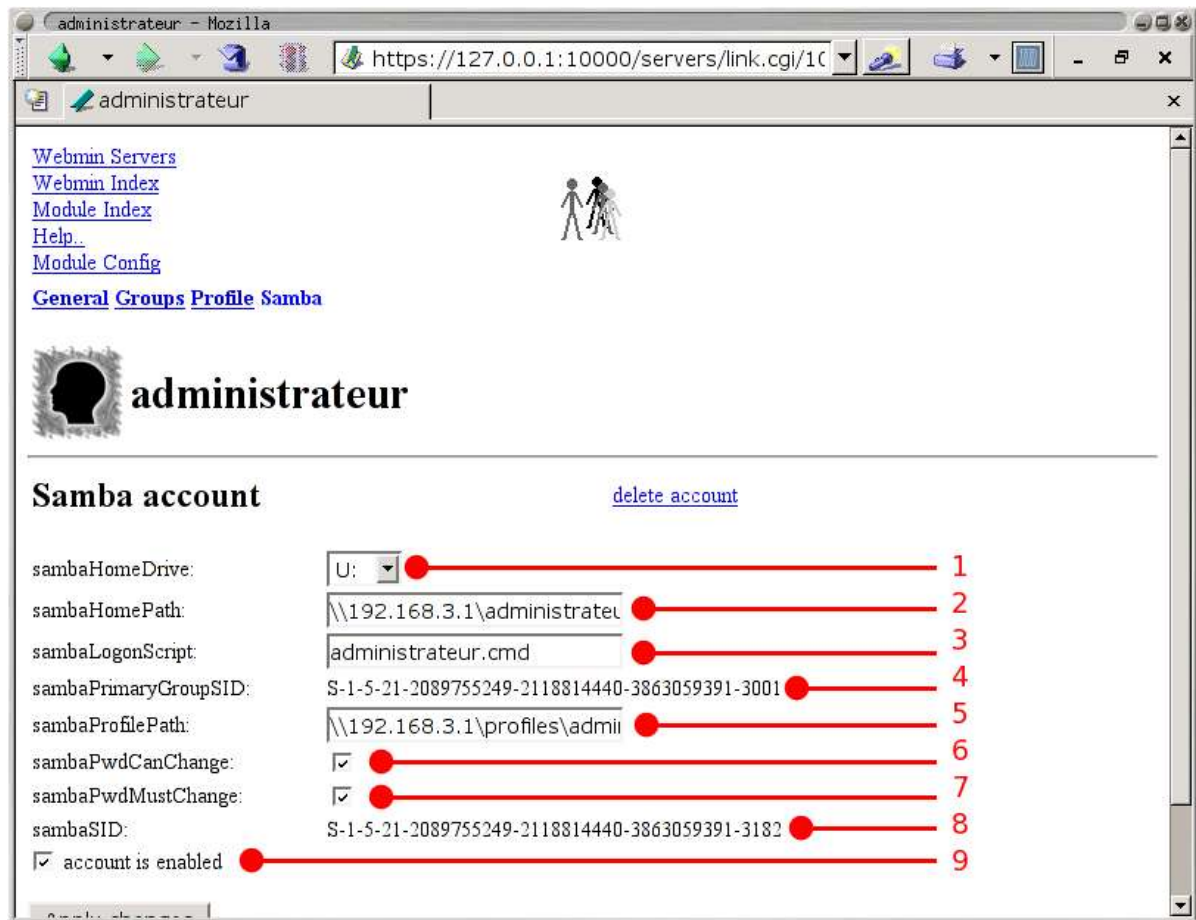 administrateur - Mozilla
https://127.0.0.1:10000/servers/link.cgi/10
administrateur
Webmin Servers
Webmin Index
Module Index
Help..
Module Config
General Groups Profile Samba
administrateur
Samba account delete account
sambaHomeDrive: U: 1
sambaHomePath: \\192.168.3.1\administrateu 2
sambaLogonScript: administrateur.cmd 3
sambaPrimaryGroupSID: S-1-5-21-2089755249-2118814440-3863059391-3001 4
sambaProfilePath: \\192.168.3.1\profiles\admin 5
sambaPwdCanChange: 6
sambaPwdMustChange: 7
sambaSID: S-1-5-21-2089755249-2118814440-3863059391-3182 8
account is enabled 9
Apply changes